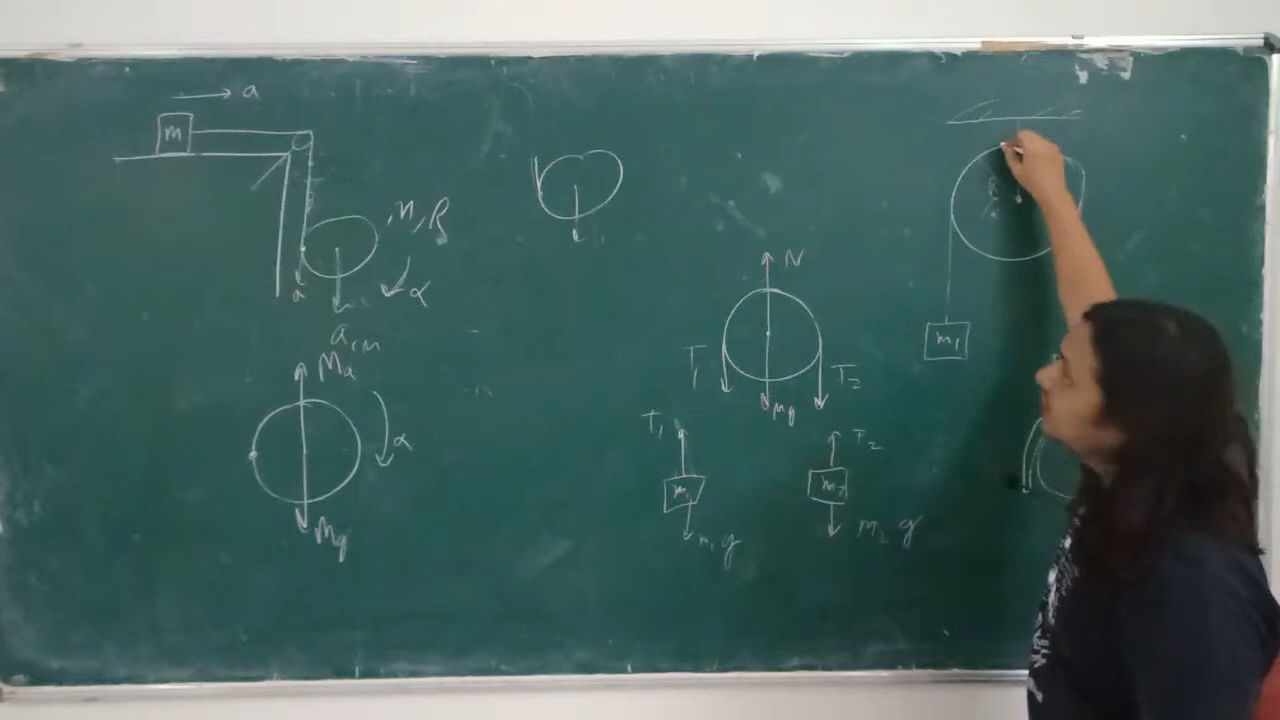 a
m
M, R
α
a
a_cm
Ma
α
Mg
N
T₁
T₂
Mg
T₁
m₁
m₁g
T₂
m₂
m₂g
m₁